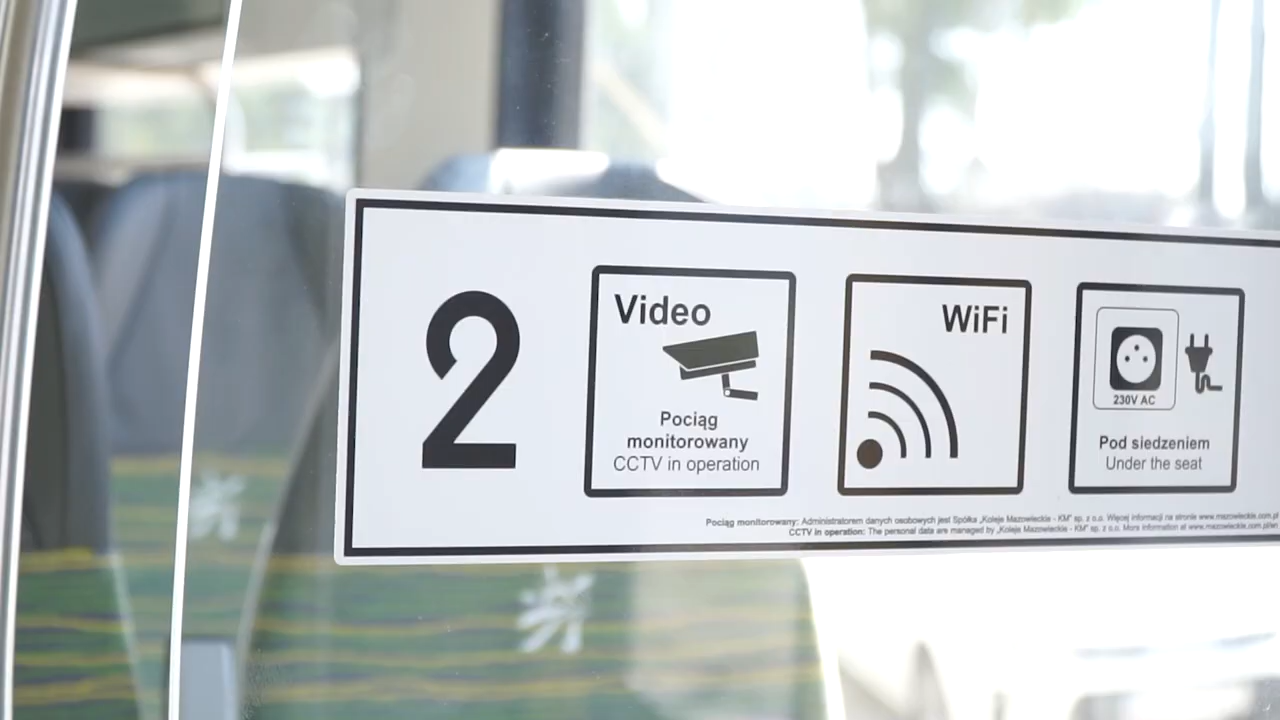 2
Video
Pociąg
monitorowany
CCTV in operation
WiFi
230V AC
Pod siedzeniem
Under the seat
Pociąg monitorowany: Administratorem danych osobowych jest Spółka „Koleje Mazowieckie - KM" sp. z o.o. Więcej informacji na stronie www.mazowieckie.com.pl
CCTV in operation: The personal data are managed by „Koleje Mazowieckie - KM" sp. z o.o. More information at www.mazowieckie.com.pl/en